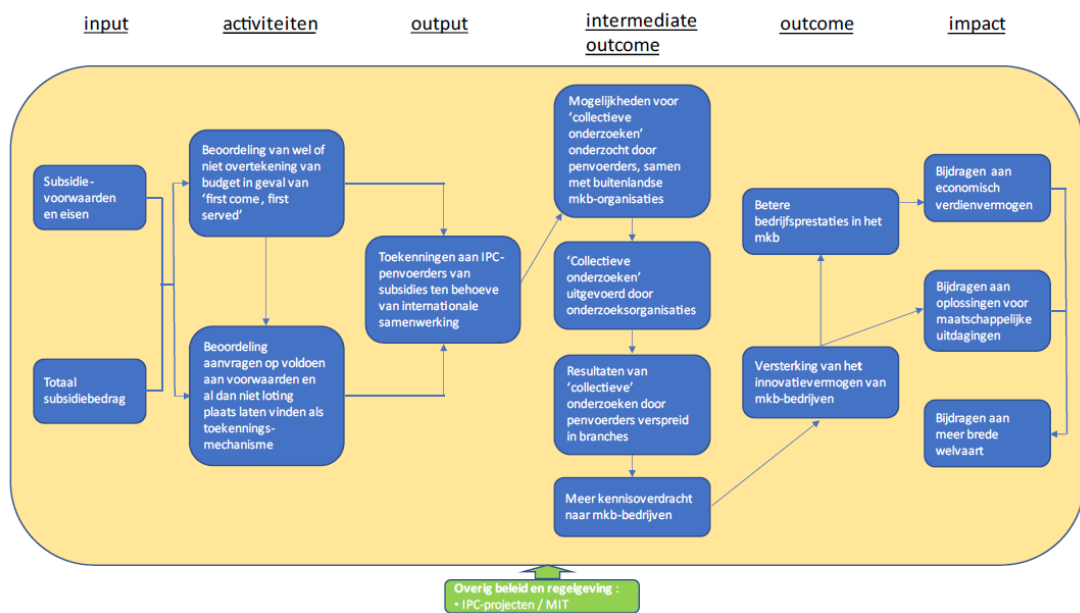 input
activiteiten
output
intermediate
outcome
outcome
impact
Subsidie-
voorwaarden
en eisen
Totaal
subsidiebedrag
Beoordeling van wel of
niet overtekening van
budget in geval van
‘first come , first
served’
Beoordeling
aanvragen op voldoen
aan voorwaarden en
al dan niet loting
plaats laten vinden als
toekennings-
mechanisme
Toekenningen aan IPC-
penvoerders van
subsidies ten behoeve
van internationale
samenwerking
Mogelijkheden voor
‘collectieve
onderzoeken’
onderzocht door
penvoerders, samen
met buitenlandse
mkb-organisaties
‘Collectieve
onderzoeken’
uitgevoerd door
onderzoeksorganisaties
Resultaten van
‘collectieve’
onderzoeken door
penvoerders verspreid
in branches
Meer kennisoverdracht
naar mkb-bedrijven
Betere
bedrijfsprestaties in het
mkb
Versterking van het
innovatievermogen van
mkb-bedrijven
Bijdragen aan
economisch
verdienvermogen
Bijdragen aan
oplossingen voor
maatschappelijke
uitdagingen
Bijdragen aan
meer brede
welvaart
Overig beleid en regelgeving :
• IPC-projecten / MIT